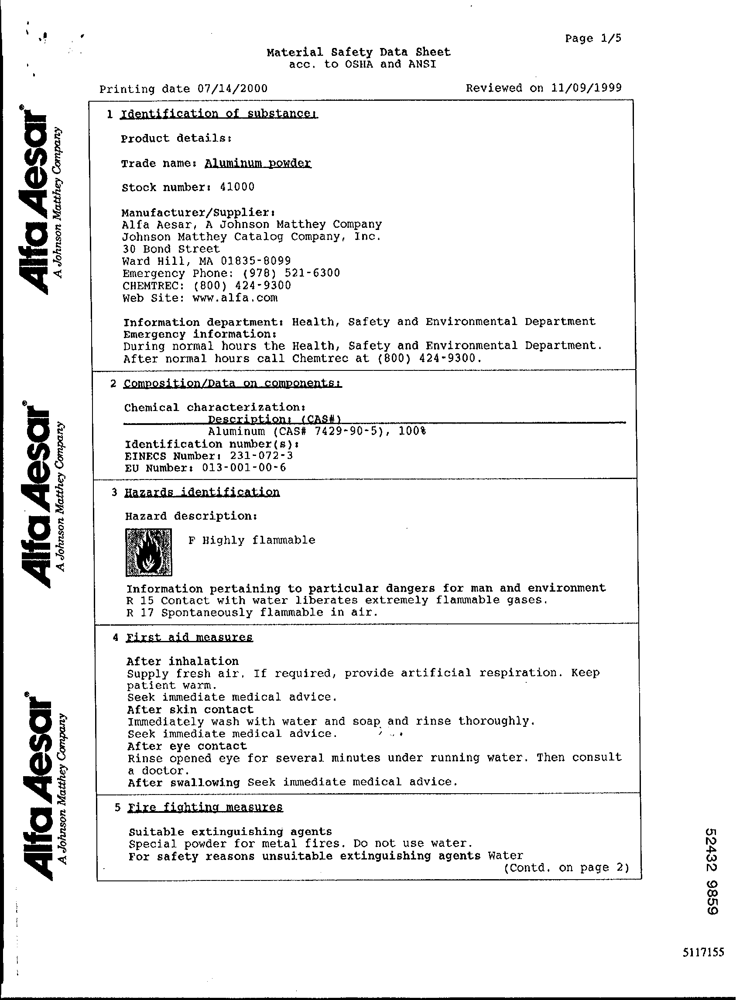 Page 1/5
Material Safety Data Sheet
acc. to OSHA and ANSI
Printing date 07/14/2000
Reviewed on 11/09/1999
Alfa Aesar®
A Johnson Matthey Company
Alfa Aesar®
A Johnson Matthey Company
Alfa Aesar®
A Johnson Matthey Company
1 Identification of substance:
Product details:
Trade name: Aluminum powder
Stock number: 41000
Manufacturer/Supplier:
Alfa Aesar, A Johnson Matthey Company
Johnson Matthey Catalog Company, Inc.
30 Bond Street
Ward Hill, MA 01835-8099
Emergency Phone: (978) 521-6300
CHEMTREC: (800) 424-9300
Web Site: www.alfa.com
Information department: Health, Safety and Environmental Department
Emergency information:
During normal hours the Health, Safety and Environmental Department.
After normal hours call Chemtrec at (800) 424-9300.
2 Composition/Data on components:
Chemical characterization:
Description: (CAS#)
Aluminum (CAS# 7429-90-5), 100%
Identification number(s):
EINECS Number: 231-072-3
EU Number: 013-001-00-6
3 Hazards identification
Hazard description:
F Highly flammable
Information pertaining to particular dangers for man and environment
R 15 Contact with water liberates extremely flammable gases.
R 17 Spontaneously flammable in air.
4 First aid measures
After inhalation
Supply fresh air. If required, provide artificial respiration. Keep
patient warm.
Seek immediate medical advice.
After skin contact
Immediately wash with water and soap and rinse thoroughly.
Seek immediate medical advice.
After eye contact
Rinse opened eye for several minutes under running water. Then consult
a doctor.
After swallowing Seek immediate medical advice.
5 Fire fighting measures
Suitable extinguishing agents
Special powder for metal fires. Do not use water.
For safety reasons unsuitable extinguishing agents Water
(Contd. on page 2)
52432 9859
5117155